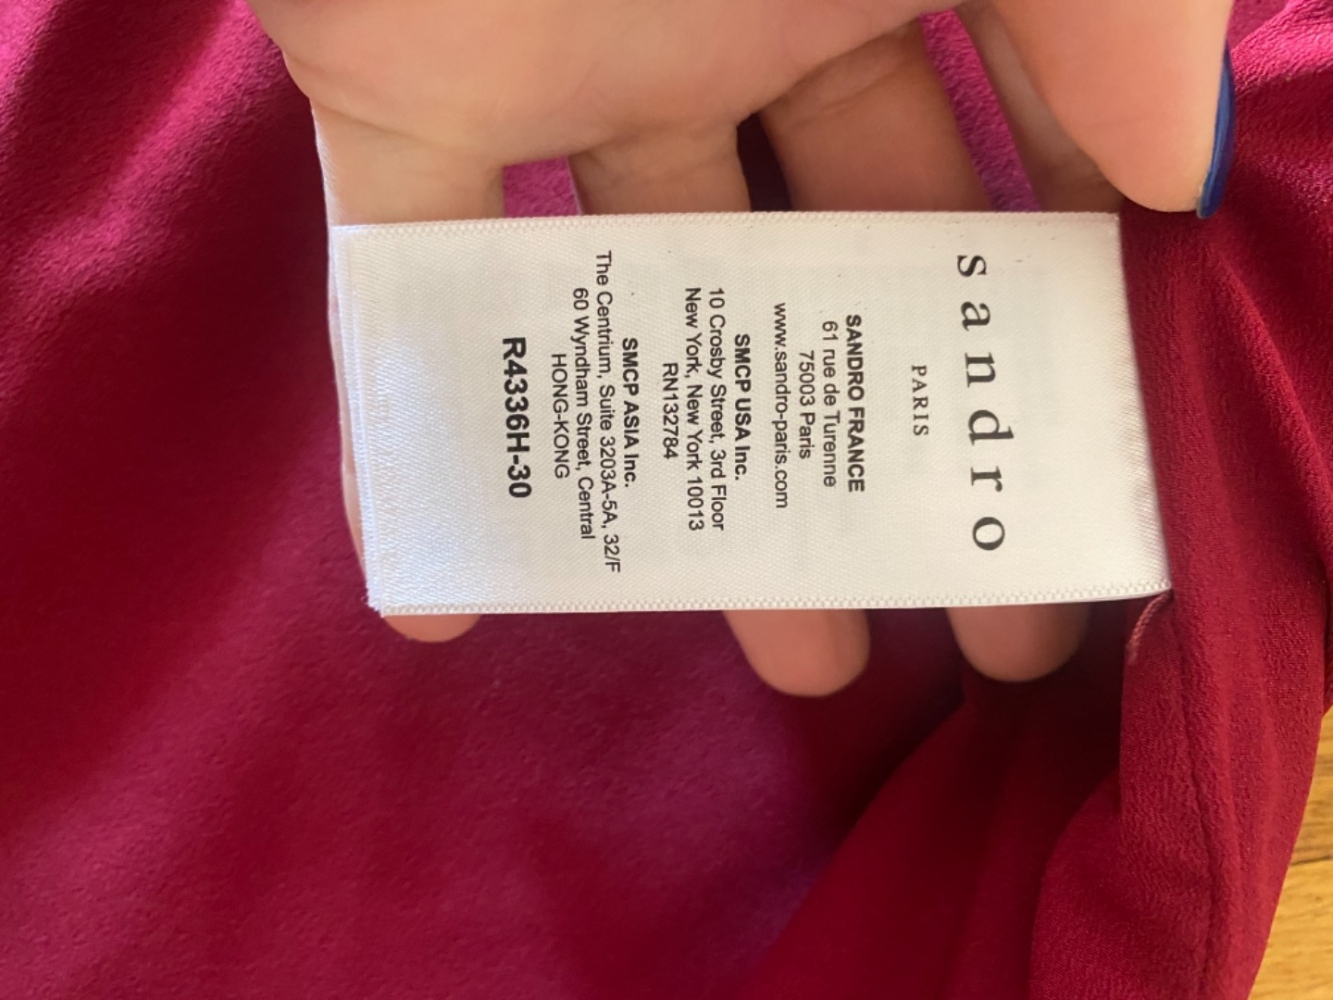 sandro
PARIS
SANDRO FRANCE
61 rue de Turenne
75003 Paris
www.sandro-paris.com
SMCP USA Inc.
10 Crosby Street, 3rd Floor
New York, New York 10013
RN132784
SMCP ASIA Inc.
The Centrium, Suite 3203A-5A, 32/F
60 Wyndham Street, Central
HONG-KONG
R4336H-30